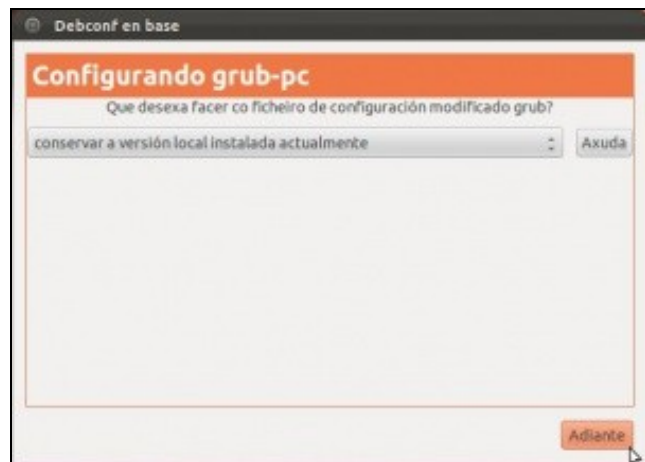 Debconf en base
Configurando grub-pc
Que desexa facer co ficheiro de configuración modificado grub?
conservar a versión local instalada actualmente
Axuda
Adiante